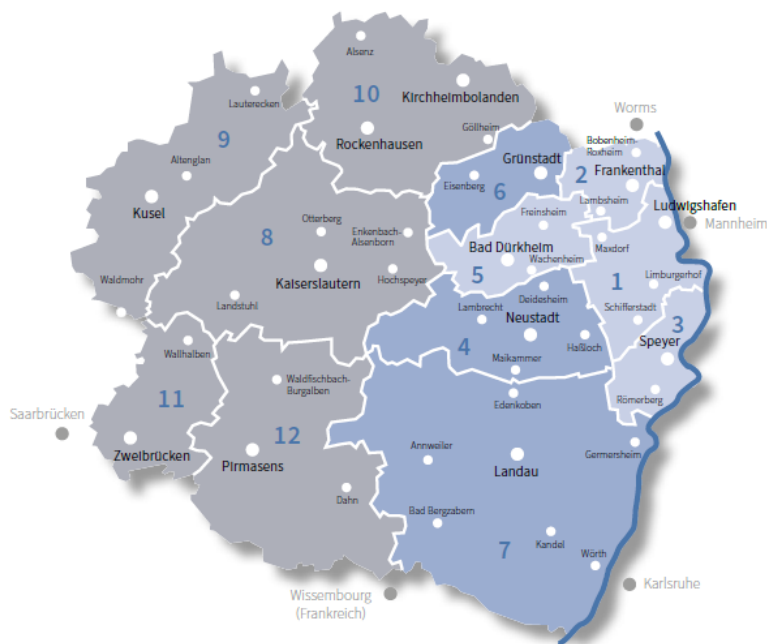 Alsenz
10
Kirchheimbolanden
Lauterecken
Worms
9
Rockenhausen
Göllheim
Bobenheim-
Roxheim
Altenglan
Grünstadt
2
Frankenthal
Eisenberg
6
Kusel
Lambsheim
Ludwigshafen
Mannheim
Otterberg
Freinsheim
8
Enkenbach-
Alsenborn
Bad Dürkheim
Maxdorf
Wachenheim
Kaiserslautern
Hochspeyer
5
1
Limburgerhof
Waldmohr
Landstuhl
Deidesheim
Lambrecht
Schifferstadt
3
Neustadt
4
Haßloch
Speyer
Wallhalben
Maikammer
Waldfischbach-
Burgalben
Edenkoben
Römerberg
11
Saarbrücken
12
Annweiler
Germersheim
Zweibrücken
Pirmasens
Landau
Dahn
Bad Bergzabern
Kandel
7
Wörth
Karlsruhe
Wissembourg
(Frankreich)